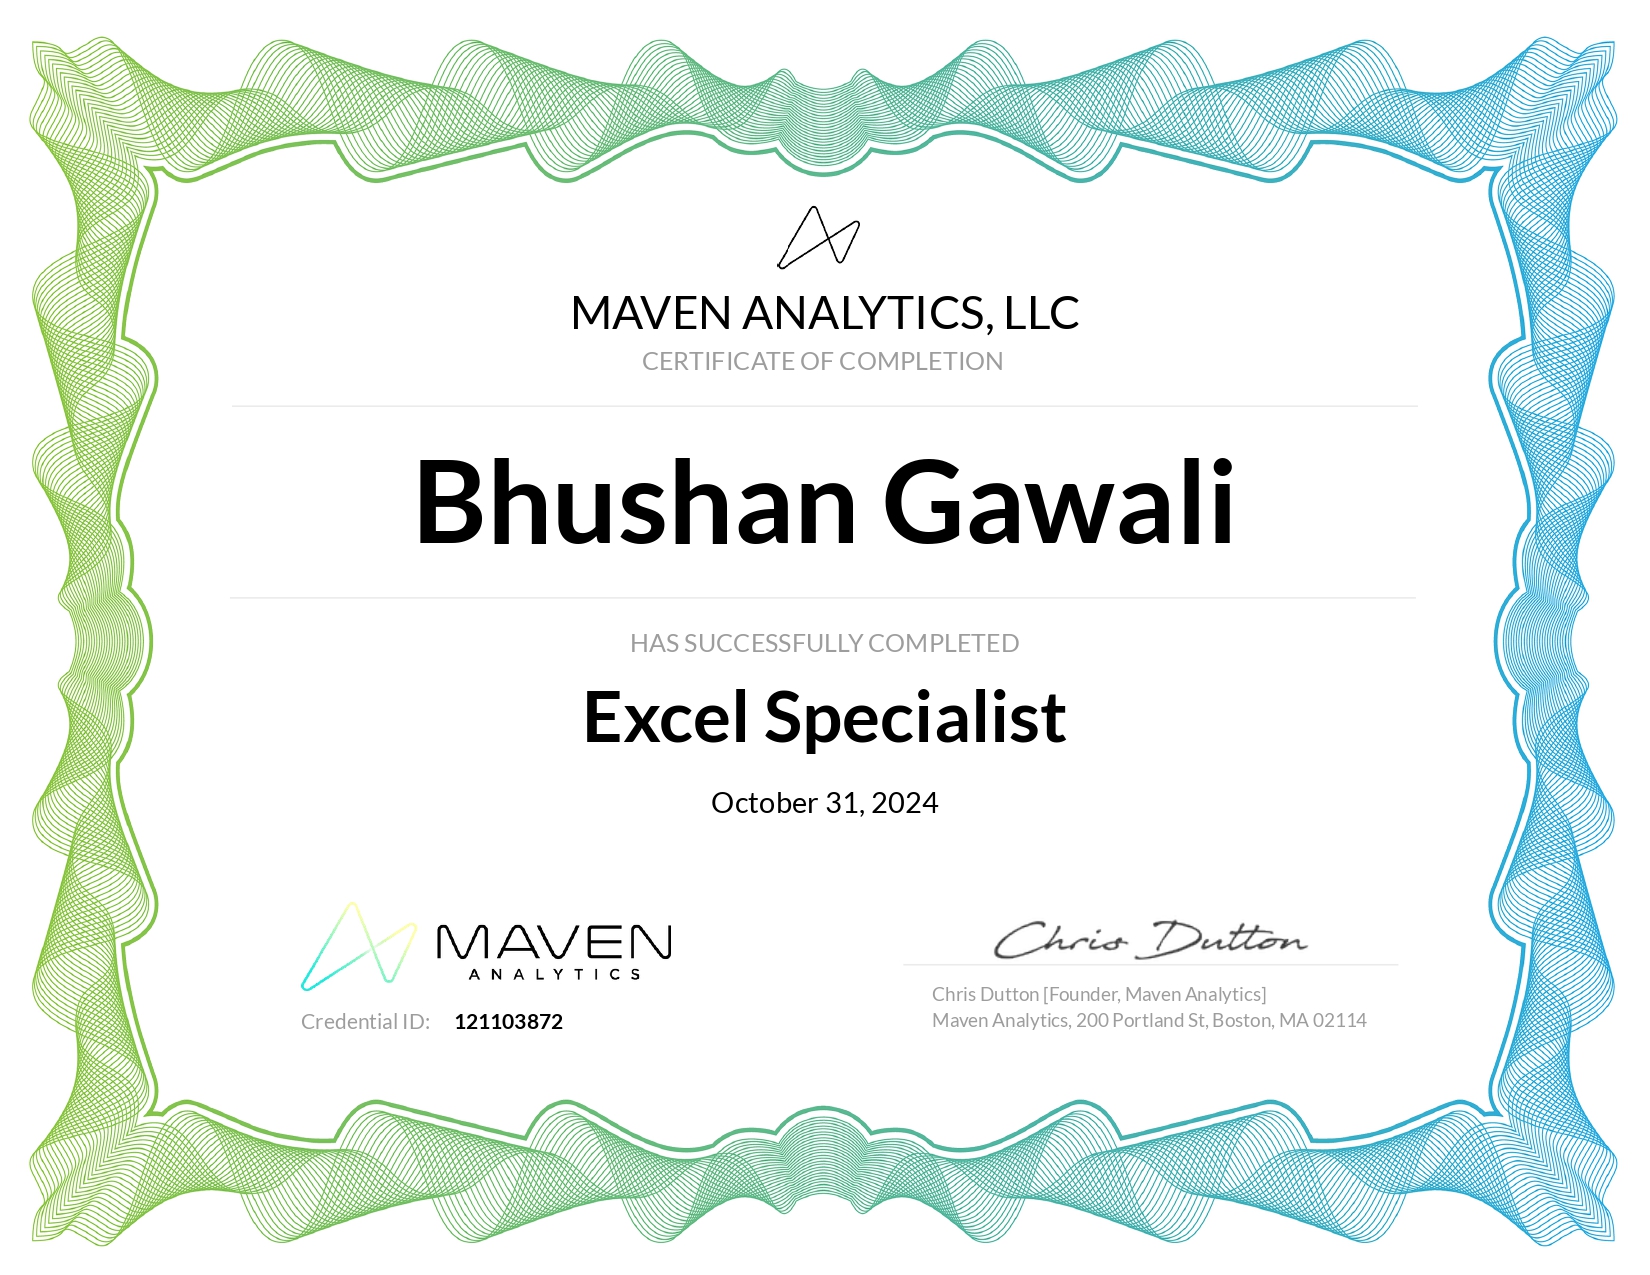 MAVEN ANALYTICS, LLC
CERTIFICATE OF COMPLETION
Bhushan Gawali
HAS SUCCESSFULLY COMPLETED
Excel Specialist
October 31, 2024
MAVEN
ANALYTICS
Credential ID: 121103872
Chris Dutton
Chris Dutton [Founder, Maven Analytics]
Maven Analytics, 200 Portland St, Boston, MA 02114